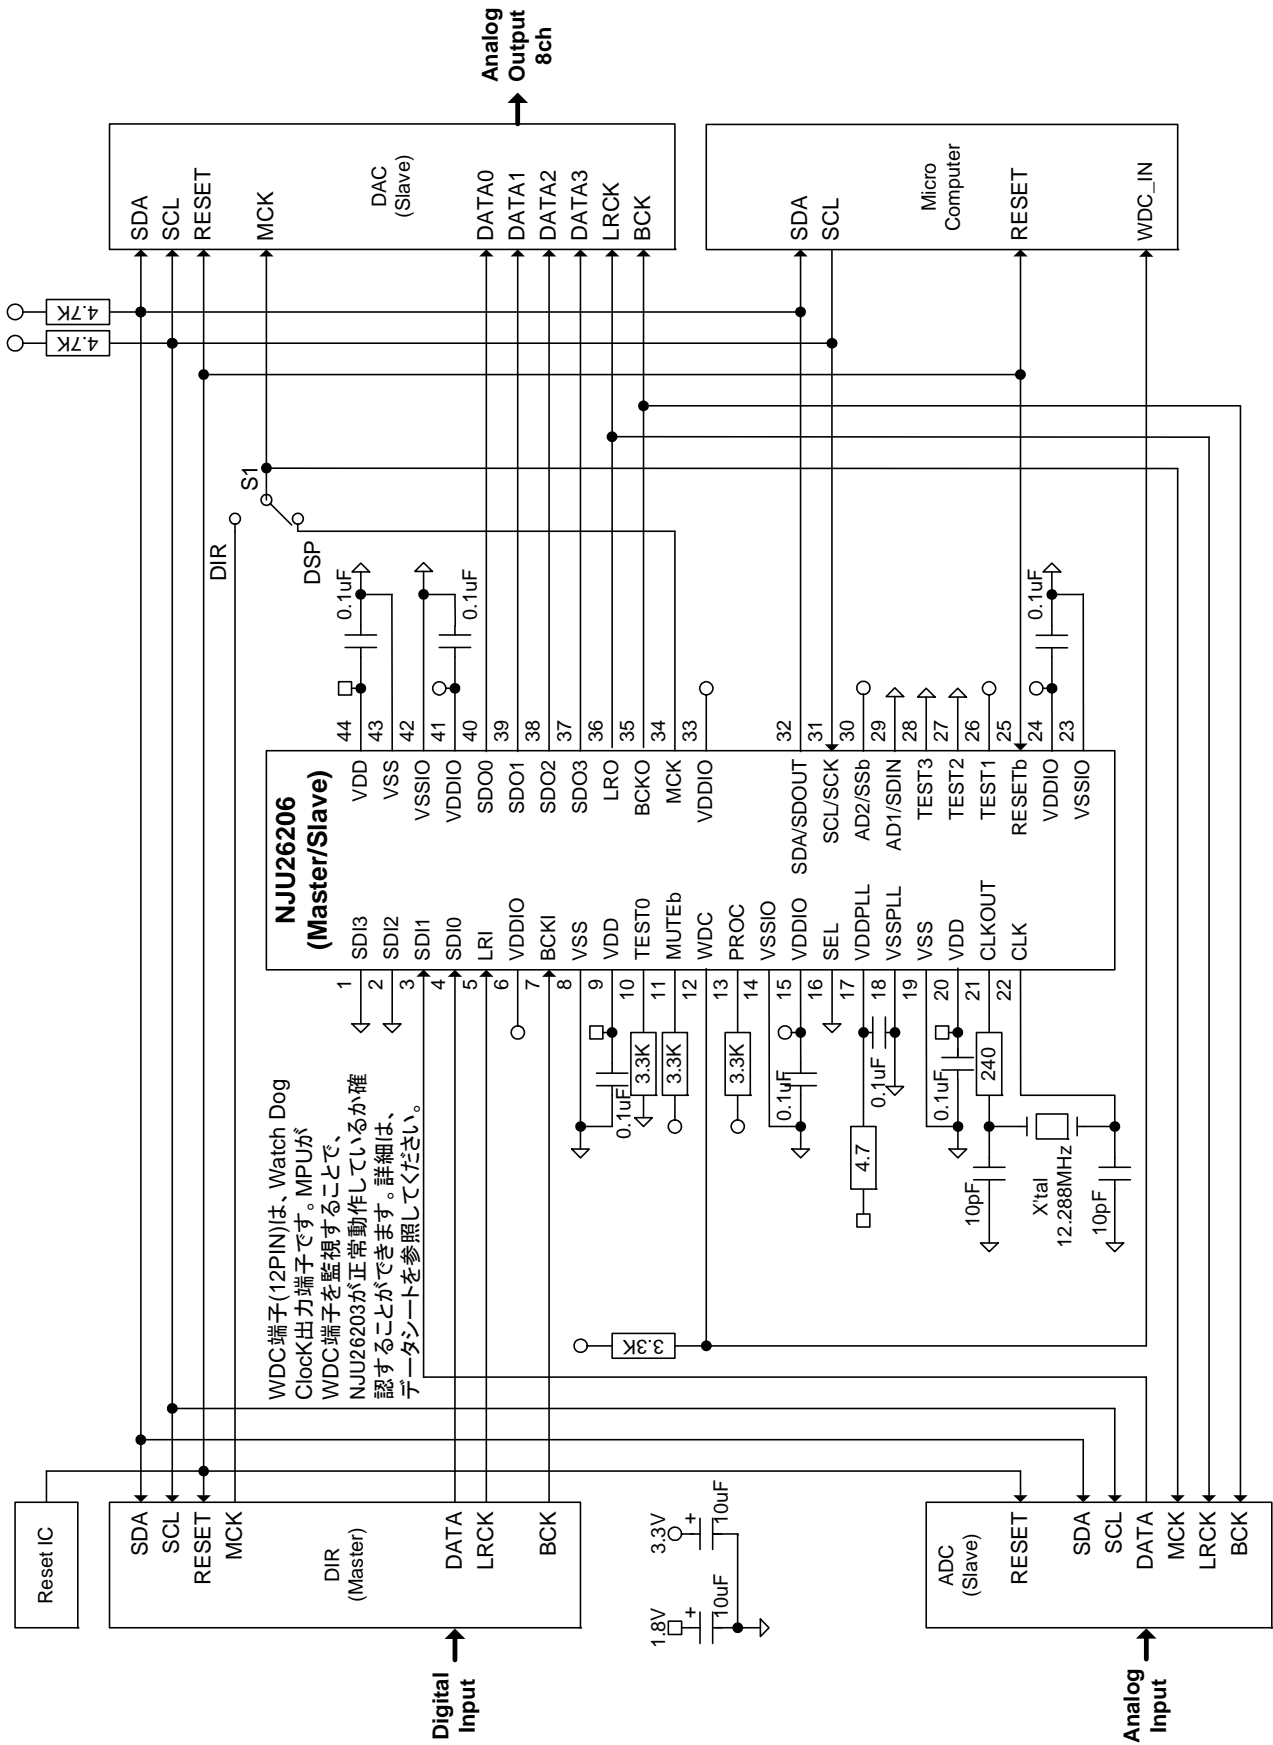 Reset IC
Digital
Input
SDA
SCL
RESET
MCK
DIR
(Master)
DATA
LRCK
BCK
1.8V
+
10uF
3.3V
+
10uF
Analog
Input
ADC
(Slave)
RESET
SDA
SCL
DATA
MCK
LRCK
BCK
WDC端子(12PIN)は、Watch Dog
ClocK出力端子です。MPUが
WDC端子を監視することで、
NJU26203が正常動作しているか確
認することができます。詳細は、
データシートを参照してください。
3.3K
NJU26206
(Master/Slave)
1 SDI3
2 SDI2
3 SDI1
4 SDI0
5 LRI
6 VDDIO
7 BCKI
8 VSS
9 VDD
10 TEST0
11 MUTEb
12 WDC
13 PROC
14 VSSIO
15 VDDIO
16 SEL
17 VDDPLL
18 VSSPLL
19 VSS
20 VDD
21 CLKOUT
22 CLK
0.1uF
3.3K
3.3K
3.3K
0.1uF
4.7
0.1uF
0.1uF
240
10pF
X'tal
12.288MHz
10pF
VDD 44
VSS 43
VSSIO 42
VDDIO 41
SDO0 40
SDO1 39
SDO2 38
SDO3 37
LRO 36
BCKO 35
MCK 34
VDDIO 33
SDA/SDOUT 32
SCL/SCK 31
AD2/SSb 30
AD1/SDIN 29
TEST3 28
TEST2 27
TEST1 26
RESETb 25
VDDIO 24
VSSIO 23
0.1uF
0.1uF
0.1uF
DIR
DSP
S1
4.7K
4.7K
SDA
SCL
RESET
MCK
DAC
(Slave)
DATA0
DATA1
DATA2
DATA3
LRCK
BCK
Analog
Output
8ch
SDA
SCL
Micro
Computer
RESET
WDC_IN